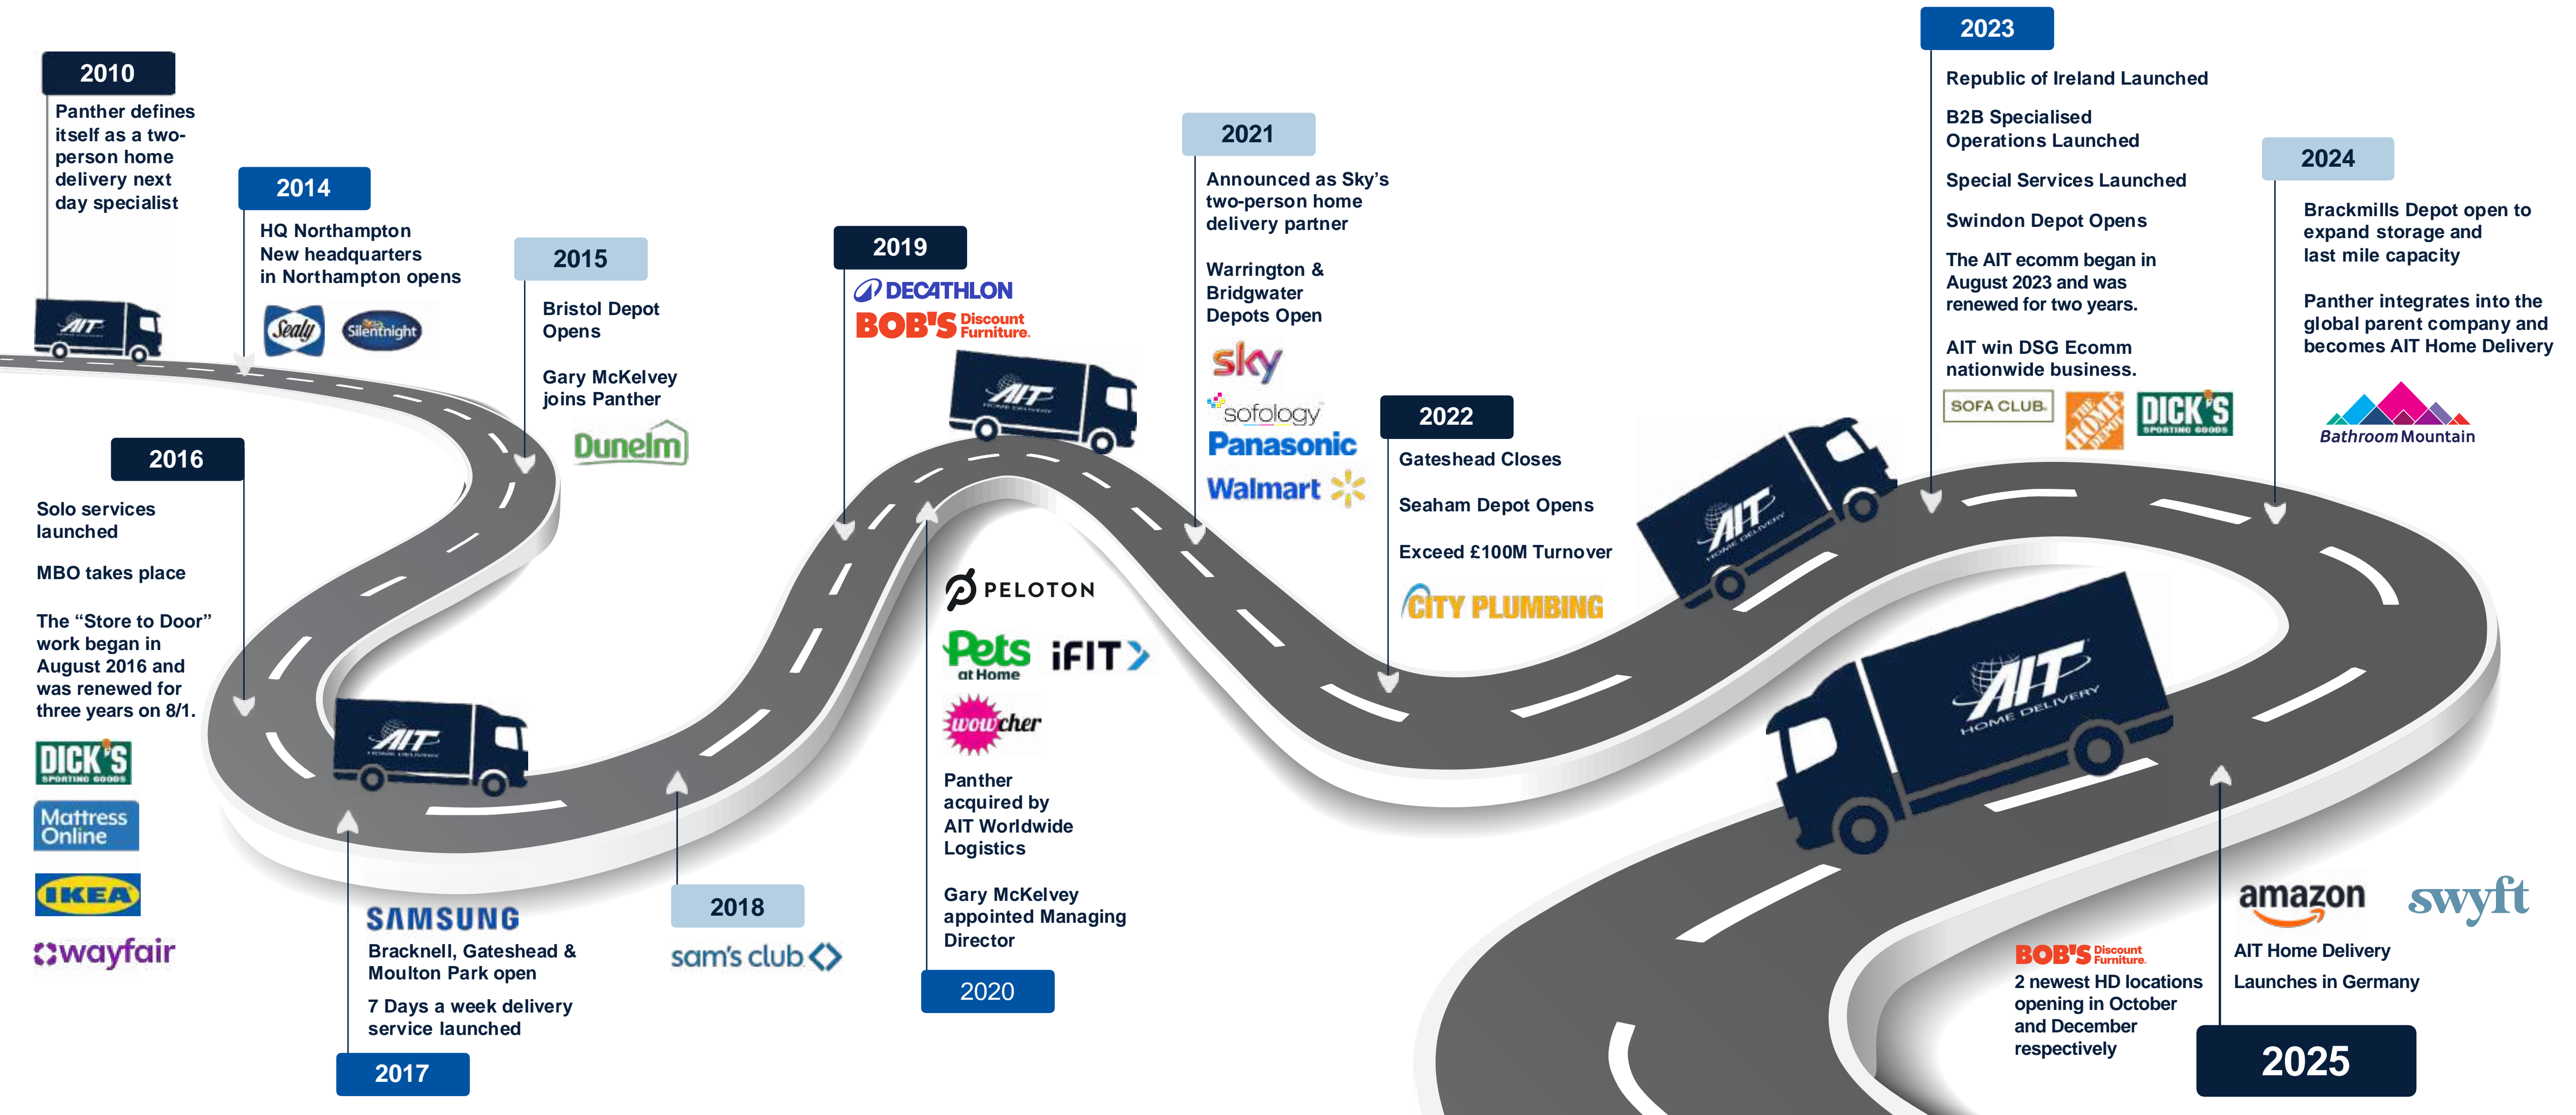 2010
Panther defines
itself as a two-
person home
delivery next
day specialist
AIT
2014
HQ Northampton
New headquarters
in Northampton opens
Sealy
Silentnight
2015
Bristol Depot
Opens
Gary McKelvey
joins Panther
Dunelm
2016
Solo services
launched
MBO takes place
The “Store to Door”
work began in
August 2016 and
was renewed for
three years on 8/1.
DICK'S
SPORTING GOODS
Mattress
Online
IKEA
wayfair
AIT
HOME DELIVERY
SAMSUNG
Bracknell, Gateshead &
Moulton Park open
7 Days a week delivery
service launched
2017
2018
sam's club
2019
DECATHLON
BOB'S Discount
Furniture.
AIT
HOME DELIVERY
PELOTON
Pets
at Home
iFIT
wowcher
Panther
acquired by
AIT Worldwide
Logistics
Gary McKelvey
appointed Managing
Director
2020
2021
Announced as Sky’s
two-person home
delivery partner
Warrington &
Bridgwater
Depots Open
sky
sofology
Panasonic
Walmart
2022
Gateshead Closes
Seaham Depot Opens
Exceed £100M Turnover
CITY PLUMBING
AIT
HOME DELIVERY
2023
Republic of Ireland Launched
B2B Specialised
Operations Launched
Special Services Launched
Swindon Depot Opens
The AIT ecomm began in
August 2023 and was
renewed for two years.
AIT win DSG Ecomm
nationwide business.
SOFA CLUB
THE HOME DEPOT
DICK'S
SPORTING GOODS
2024
Brackmills Depot open to
expand storage and
last mile capacity
Panther integrates into the
global parent company and
becomes AIT Home Delivery
Bathroom Mountain
AIT
HOME DELIVERY
amazon
swyft
AIT Home Delivery
Launches in Germany
BOB'S Discount
Furniture.
2 newest HD locations
opening in October
and December
respectively
2025